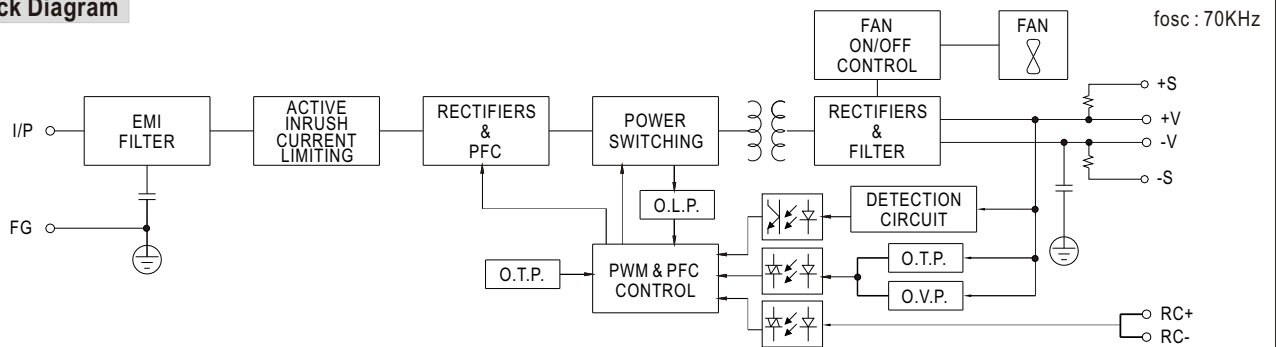 ck Diagram
fosc : 70KHz
FAN
ON/OFF
CONTROL
FAN
I/P
EMI
FILTER
ACTIVE
INRUSH
CURRENT
LIMITING
RECTIFIERS
&
PFC
POWER
SWITCHING
RECTIFIERS
&
FILTER
+S
+V
-V
-S
FG
O.L.P.
DETECTION
CIRCUIT
O.T.P.
PWM & PFC
CONTROL
O.T.P.
O.V.P.
RC+
RC-